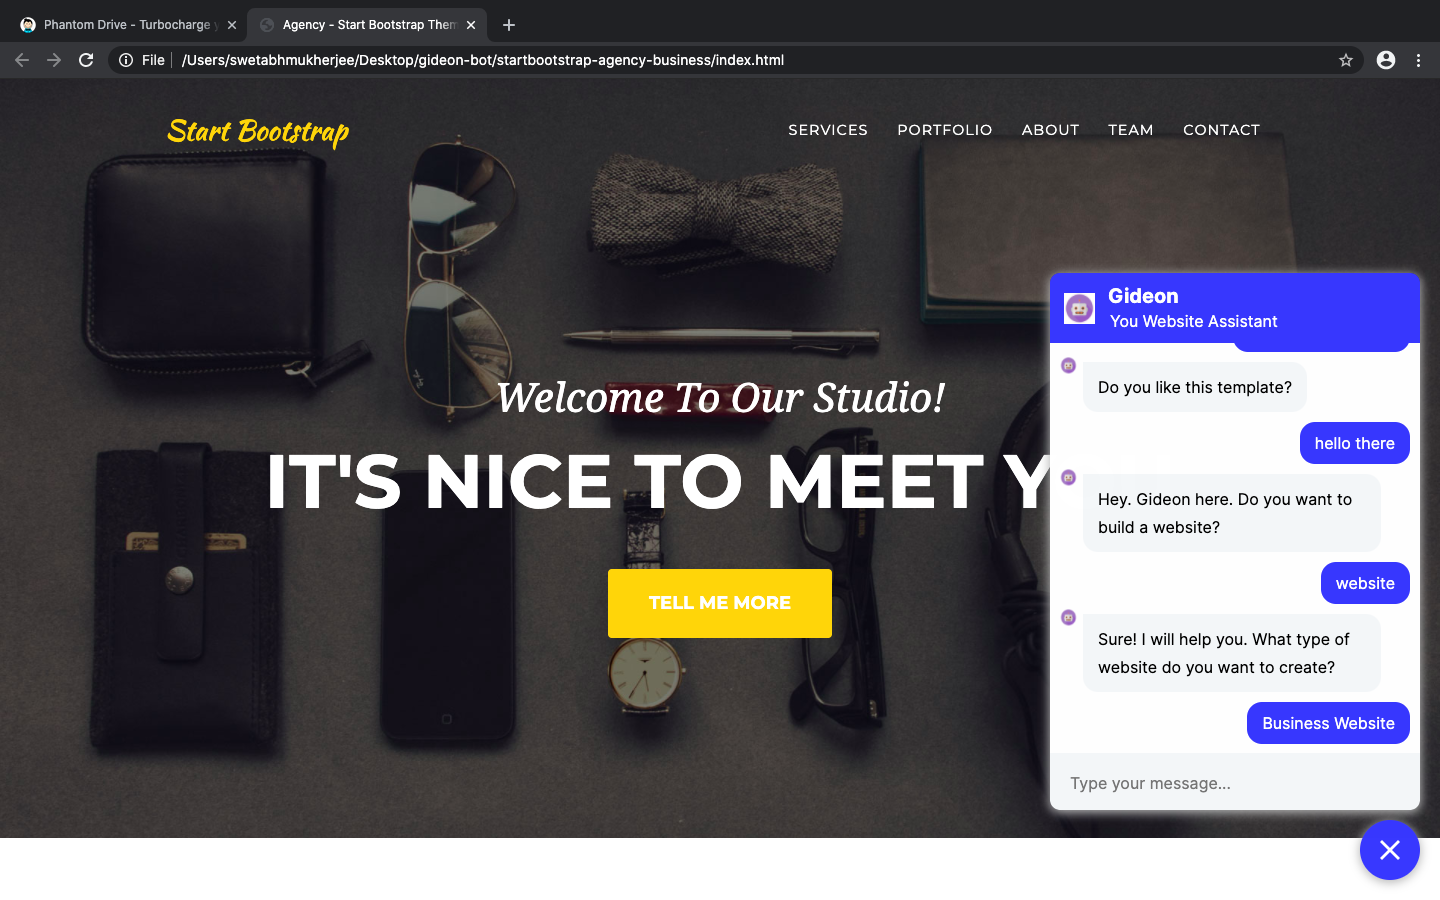 Phantom Drive - Turbocharge y
Agency - Start Bootstrap Them
File
/Users/swetabhmukherjee/Desktop/gideon-bot/startbootstrap-agency-business/index.html
Start Bootstrap
SERVICES PORTFOLIO ABOUT TEAM CONTACT
Welcome To Our Studio!
IT'S NICE TO MEET Y
TELL ME MORE
Gideon
You Website Assistant
Do you like this template?
hello there
Hey. Gideon here. Do you want to
build a website?
website
Sure! I will help you. What type of
website do you want to create?
Business Website
Type your message...